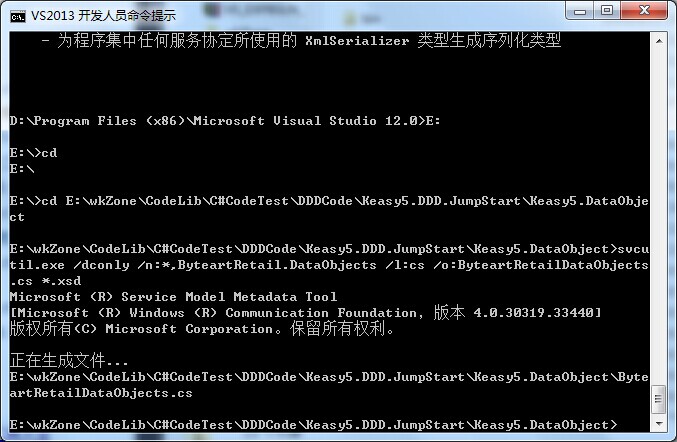 VS2013 开发人员命令提示
- 为程序集中任何服务协定所使用的 XmlSerializer 类型生成序列化类型
D:\Program Files (x86)\Microsoft Visual Studio 12.0>E:
E:\>cd
E:\
E:\>cd E:\wkZone\CodeLib\C#CodeTest\DDDCode\Keasy5.DDD.JumpStart\Keasy5.DataObje
ct
E:\wkZone\CodeLib\C#CodeTest\DDDCode\Keasy5.DDD.JumpStart\Keasy5.DataObject>svcu
til.exe /dconly /n:*,ByteartRetail.DataObjects /l:cs /o:ByteartRetailDataObjects
.cs *.xsd
Microsoft (R) Service Model Metadata Tool
[Microsoft (R) Windows (R) Communication Foundation, 版本 4.0.30319.33440]
版权所有(C) Microsoft Corporation。保留所有权利。
正在生成文件...
E:\wkZone\CodeLib\C#CodeTest\DDDCode\Keasy5.DDD.JumpStart\Keasy5.DataObject\Byte
artRetailDataObjects.cs
E:\wkZone\CodeLib\C#CodeTest\DDDCode\Keasy5.DDD.JumpStart\Keasy5.DataObject>